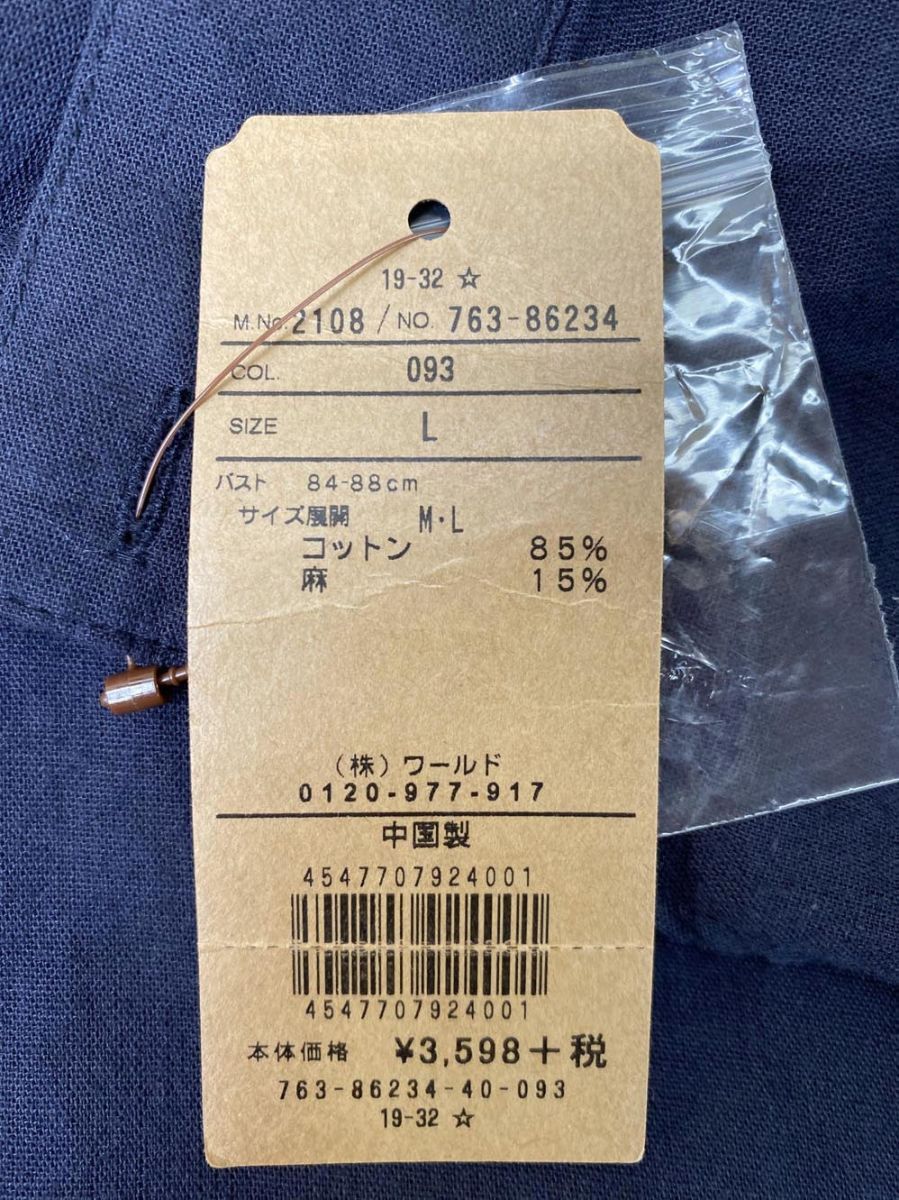 19-32 ☆
M.No. 2108 / NO. 763-86234
COL. 093
SIZE L
バスト 84-88cm
サイズ展開 M・L
コットン 85%
麻 15%
(株)ワールド
0120-977-917
中国製
4547707924001
4547707924001
本体価格 ¥3,598+税
763-86234-40-093
19-32 ☆